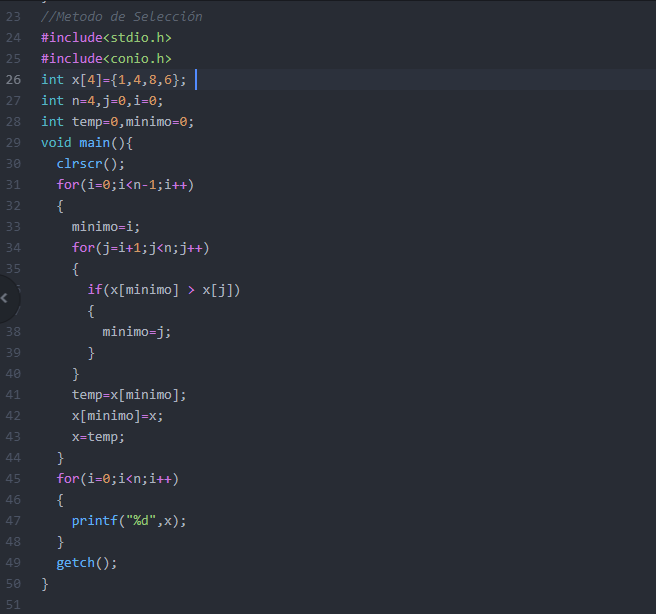 23 //Metodo de Selección
24 #include<stdio.h>
25 #include<conio.h>
26 int x[4]={1,4,8,6};
27 int n=4,j=0,i=0;
28 int temp=0,minimo=0;
29 void main(){
30   clrscr();
31   for(i=0;i<n-1;i++)
32   {
33     minimo=i;
34     for(j=i+1;j<n;j++)
35     {
      if(x[minimo] > x[j])
      {
38         minimo=j;
39       }
40     }
41     temp=x[minimo];
42     x[minimo]=x;
43     x=temp;
44   }
45   for(i=0;i<n;i++)
46   {
47     printf("%d",x);
48   }
49   getch();
50 }
51